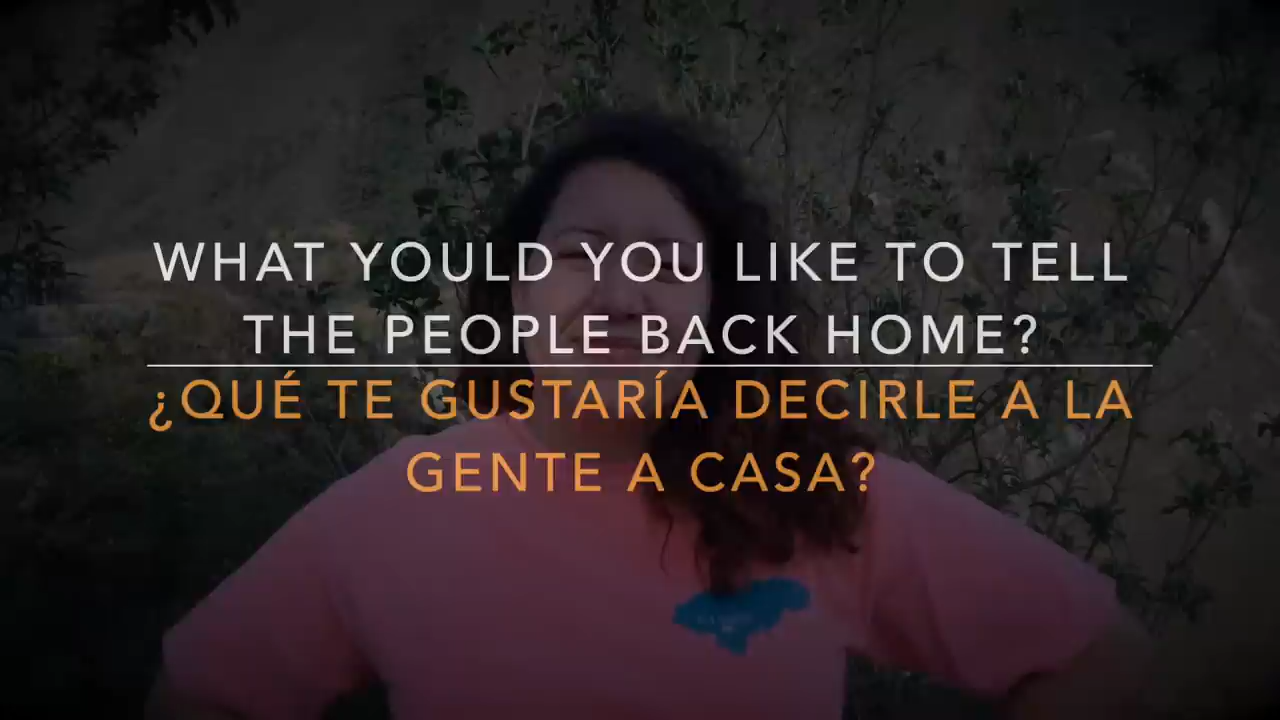 WHAT YOULD YOU LIKE TO TELL
THE PEOPLE BACK HOME?
¿QUÉ TE GUSTARÍA DECIRLE A LA
GENTE A CASA?